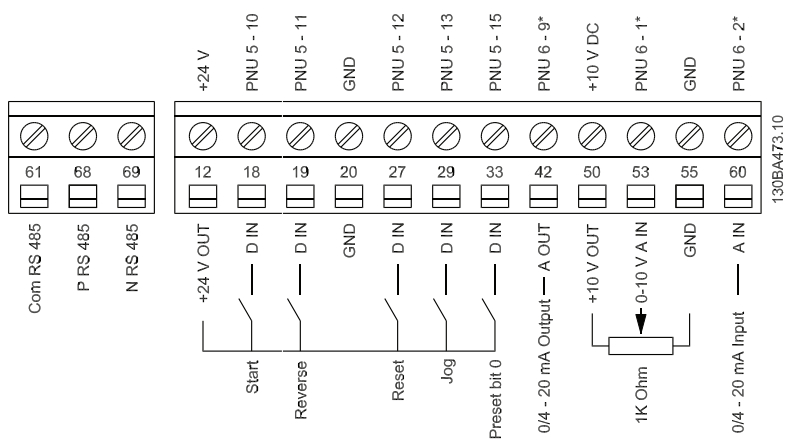 +24 V
PNU 5 - 10
PNU 5 - 11
GND
PNU 5 - 12
PNU 5 - 13
PNU 5 - 15
PNU 6 - 9*
+10 V DC
PNU 6 - 1*
GND
PNU 6 - 2*
61
68
69
12
18
19
20
27
29
33
42
50
53
55
60
130BA473.10
Com RS 485
P RS 485
N RS 485
+24 V OUT
D IN
D IN
GND
D IN
D IN
D IN
0/4 - 20 mA Output
A OUT
+10 V OUT
0-10 V A IN
GND
0/4 - 20 mA Input
A IN
Start
Reverse
Reset
Jog
Preset bit 0
1K Ohm